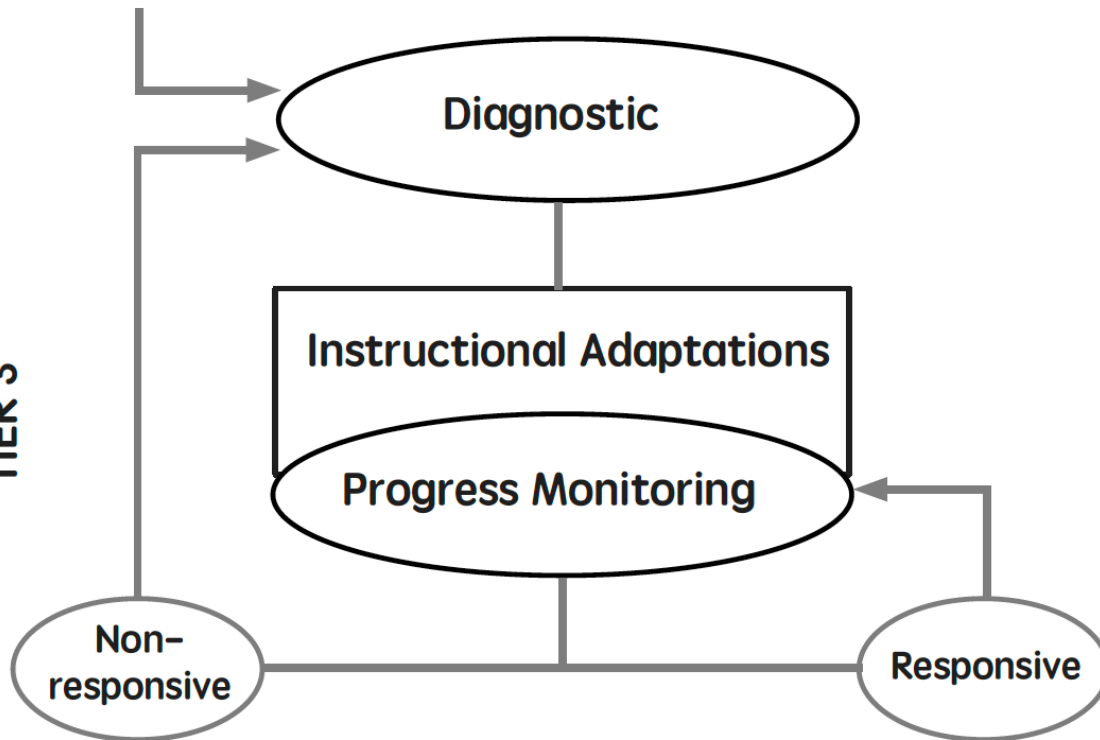 Diagnostic
Instructional Adaptations
TIER 3
Progress Monitoring
Non-
responsive
Responsive